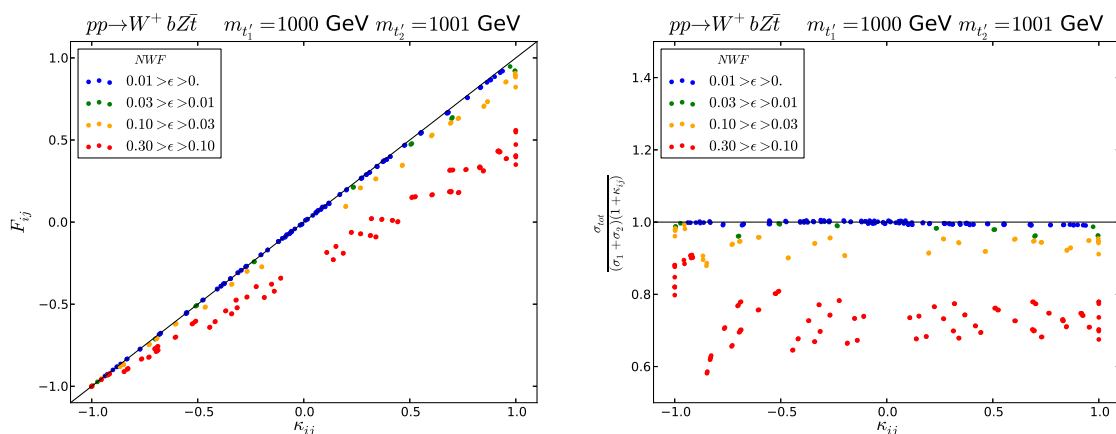 pp→W⁺ bZt̄ m_{t'_1}=1000 GeV m_{t'_2}=1001 GeV
NWF
0.01>ϵ>0.
0.03>ϵ>0.01
0.10>ϵ>0.03
0.30>ϵ>0.10
1.0
0.5
0.0
−0.5
−1.0
F_{ij}
−1.0 −0.5 0.0 0.5 1.0
κ_{ij}
pp→W⁺ bZt̄ m_{t'_1}=1000 GeV m_{t'_2}=1001 GeV
NWF
0.01>ϵ>0.
0.03>ϵ>0.01
0.10>ϵ>0.03
0.30>ϵ>0.10
1.4
1.2
1.0
0.8
0.6
σ_{tot}
(σ_1+σ_2)(1+κ_{ij})
−1.0 −0.5 0.0 0.5 1.0
κ_{ij}